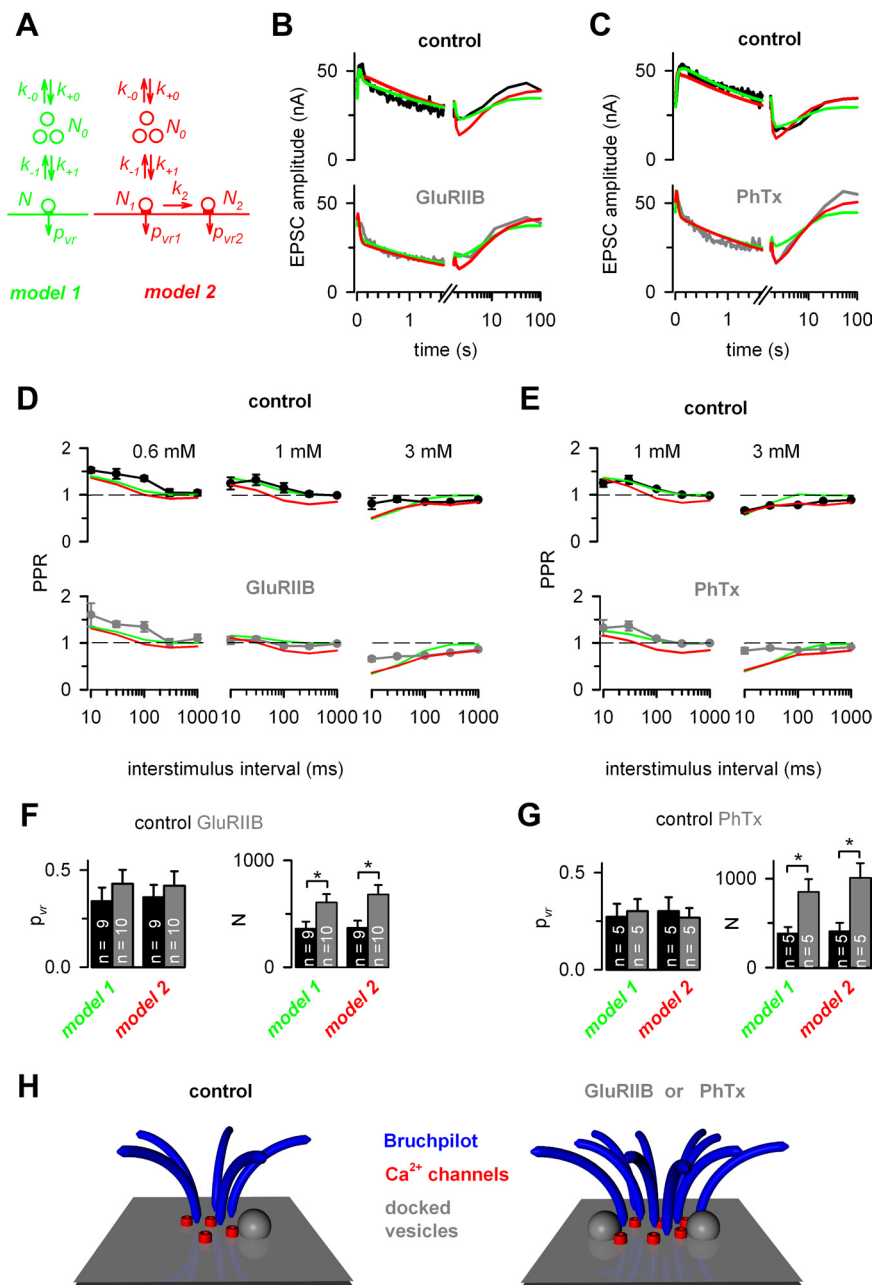 A
k-0 k+0
N0
k-1 k+1
N
pvr
model 1
k-0 k+0
N0
k-1 k+1
N1 k2 N2
pvr1 pvr2
model 2
B
control
50
0
EPSC amplitude (nA)
GluRIIB
50
0
0 1 10 100
time (s)
C
control
50
0
EPSC amplitude (nA)
PhTx
50
0
0 1 10 100
time (s)
D
control
0.6 mM 1 mM 3 mM
2
1
0
PPR
GluRIIB
2
1
0
10 100 1000 10 100 1000 10 100 1000
interstimulus interval (ms)
E
control
1 mM 3 mM
2
1
0
PPR
PhTx
2
1
0
10 100 1000 10 100 1000
interstimulus interval (ms)
F
control GluRIIB
0.5
0.0
pvr
n = 9 n = 10 n = 9 n = 10
model 1 model 2
1000
0
N
* *
n = 9 n =10 n = 9 n =10
model 1 model 2
G
control PhTx
0.5
0.0
pvr
n = 5 n = 5 n = 5 n = 5
model 1 model 2
1000
0
N
* *
n = 5 n = 5 n = 5 n = 5
model 1 model 2
H
control
GluRIIB or PhTx
Bruchpilot
Ca2+ channels
docked
vesicles